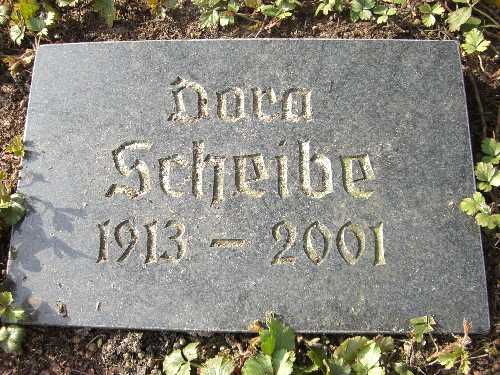 Dora
Scheibe
1913 – 2001